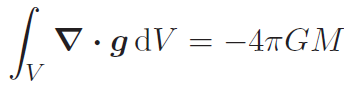 ∫_V ∇ · g dV = −4πGM